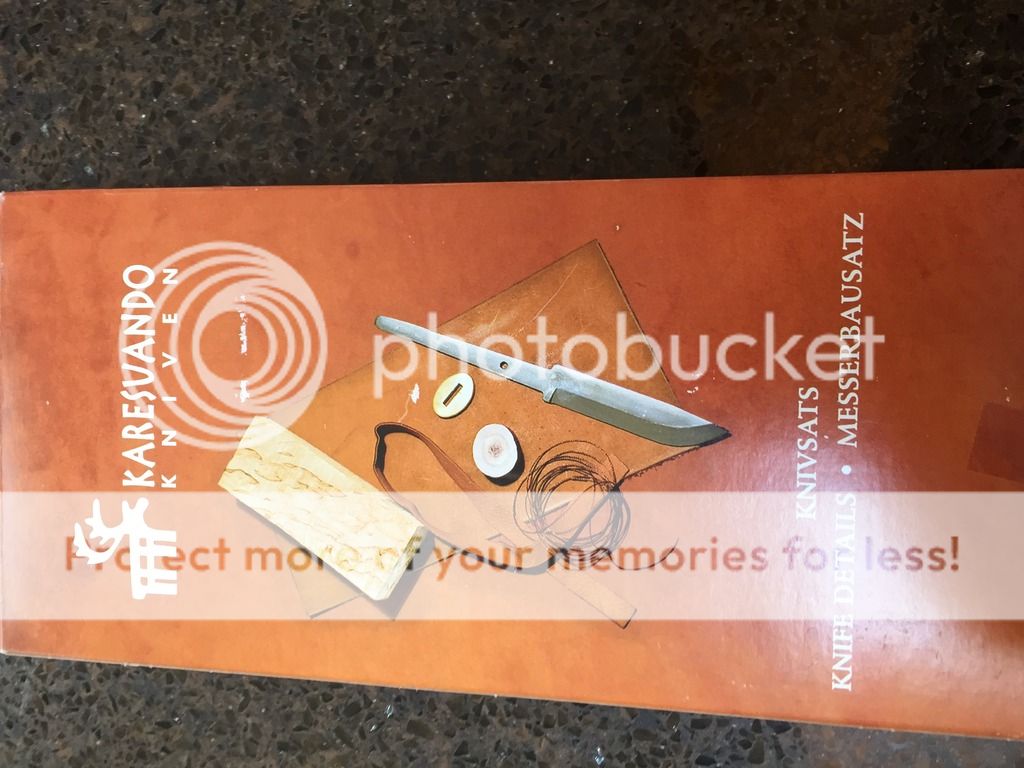 KARESUANDO
KNIVEN
KNIVSATS
KNIFE DETAILS • MESSERBAUSATZ
photobucket
Protect more of your memories for less!